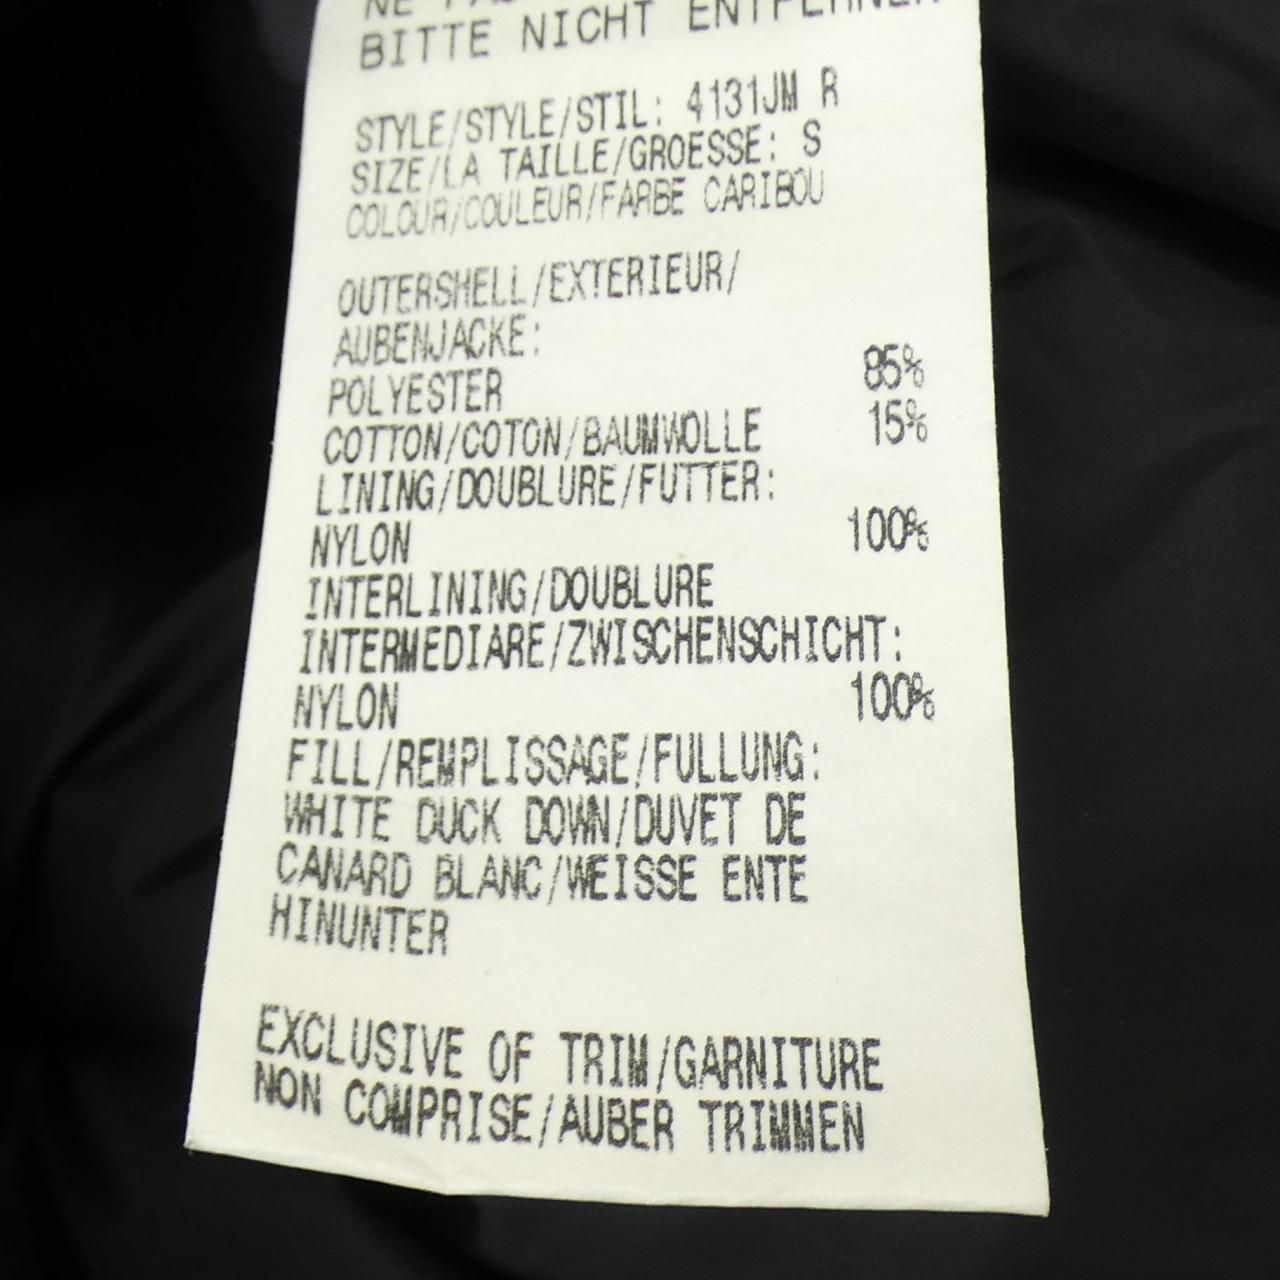 NE PAS
BITTE NICHT ENTFERNEN
STYLE/STYLE/STIL: 4131JM R
SIZE/LA TAILLE/GROESSE: S
COLOUR/COULEUR/FARBE CARIBOU
OUTERSHELL/EXTERIEUR/
AUBENJACKE:
POLYESTER 85%
COTTON/COTON/BAUMWOLLE 15%
LINING/DOUBLURE/FUTTER:
NYLON 100%
INTERLINING/DOUBLURE
INTERMEDIARE/ZWISCHENSCHICHT:
NYLON 100%
FILL/REMPLISSAGE/FULLUNG:
WHITE DUCK DOWN/DUVET DE
CANARD BLANC/WEISSE ENTE
HINUNTER
EXCLUSIVE OF TRIM/GARNITURE
NON COMPRISE/AUBER TRIMMEN